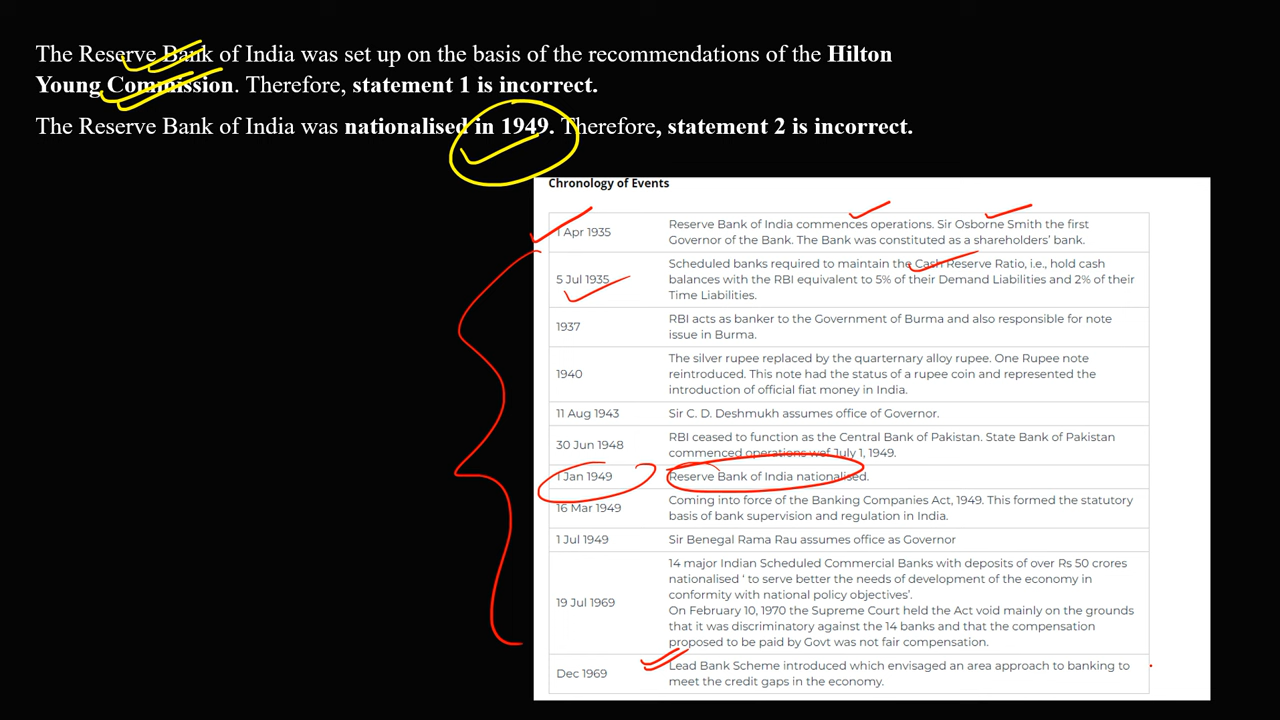 The Reserve Bank of India was set up on the basis of the recommendations of the Hilton
Young Commission. Therefore, statement 1 is incorrect.
The Reserve Bank of India was nationalised in 1949. Therefore, statement 2 is incorrect.
Chronology of Events
1 Apr 1935
Reserve Bank of India commences operations. Sir Osborne Smith the first
Governor of the Bank. The Bank was constituted as a shareholders' bank.
5 Jul 1935
Scheduled banks required to maintain the Cash Reserve Ratio, i.e., hold cash
balances with the RBI equivalent to 5% of their Demand Liabilities and 2% of their
Time Liabilities.
1937
RBI acts as banker to the Government of Burma and also responsible for note
issue in Burma.
1940
The silver rupee replaced by the quarternary alloy rupee. One Rupee note
reintroduced. This note had the status of a rupee coin and represented the
introduction of official fiat money in India.
11 Aug 1943
Sir C. D. Deshmukh assumes office of Governor.
30 Jun 1948
RBI ceased to function as the Central Bank of Pakistan. State Bank of Pakistan
commenced operations wef July 1, 1949.
1 Jan 1949
Reserve Bank of India nationalised.
16 Mar 1949
Coming into force of the Banking Companies Act, 1949. This formed the statutory
basis of bank supervision and regulation in India.
1 Jul 1949
Sir Benegal Rama Rau assumes office as Governor
19 Jul 1969
14 major Indian Scheduled Commercial Banks with deposits of over Rs 50 crores
nationalised ' to serve better the needs of development of the economy in
conformity with national policy objectives'.
On February 10, 1970 the Supreme Court held the Act void mainly on the grounds
that it was discriminatory against the 14 banks and that the compensation
proposed to be paid by Govt was not fair compensation.
Dec 1969
Lead Bank Scheme introduced which envisaged an area approach to banking to
meet the credit gaps in the economy.